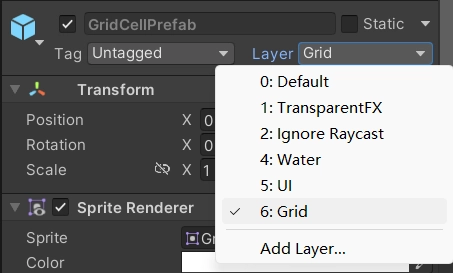 GridCellPrefab Static
Tag Untagged Layer Grid
Transform
0: Default
1: TransparentFX
2: Ignore Raycast
4: Water
5: UI
6: Grid
Add Layer...
Position X 0
Rotation X 0
Scale X 1
Sprite Renderer
Sprite
Color